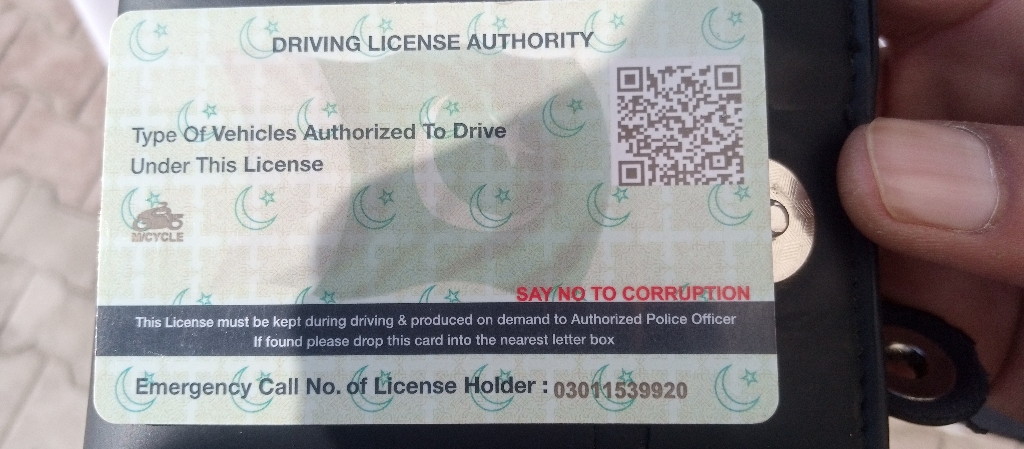 DRIVING LICENSE AUTHORITY
Type Of Vehicles Authorized To Drive
Under This License
M/CYCLE
SAY NO TO CORRUPTION
This License must be kept during driving & produced on demand to Authorized Police Officer
If found please drop this card into the nearest letter box
Emergency Call No. of License Holder : 03011539920